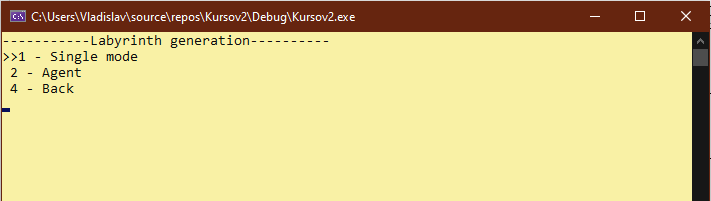 C:\Users\Vladislav\source\repos\Kursov2\Debug\Kursov2.exe
-----------Labyrinth generation----------
>>1 - Single mode
2 - Agent
4 - Back